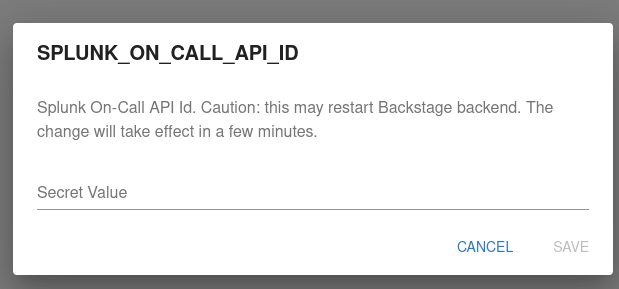 SPLUNK_ON_CALL_API_ID
Splunk On-Call API Id. Caution: this may restart Backstage backend. The
change will take effect in a few minutes.
Secret Value
CANCEL
SAVE